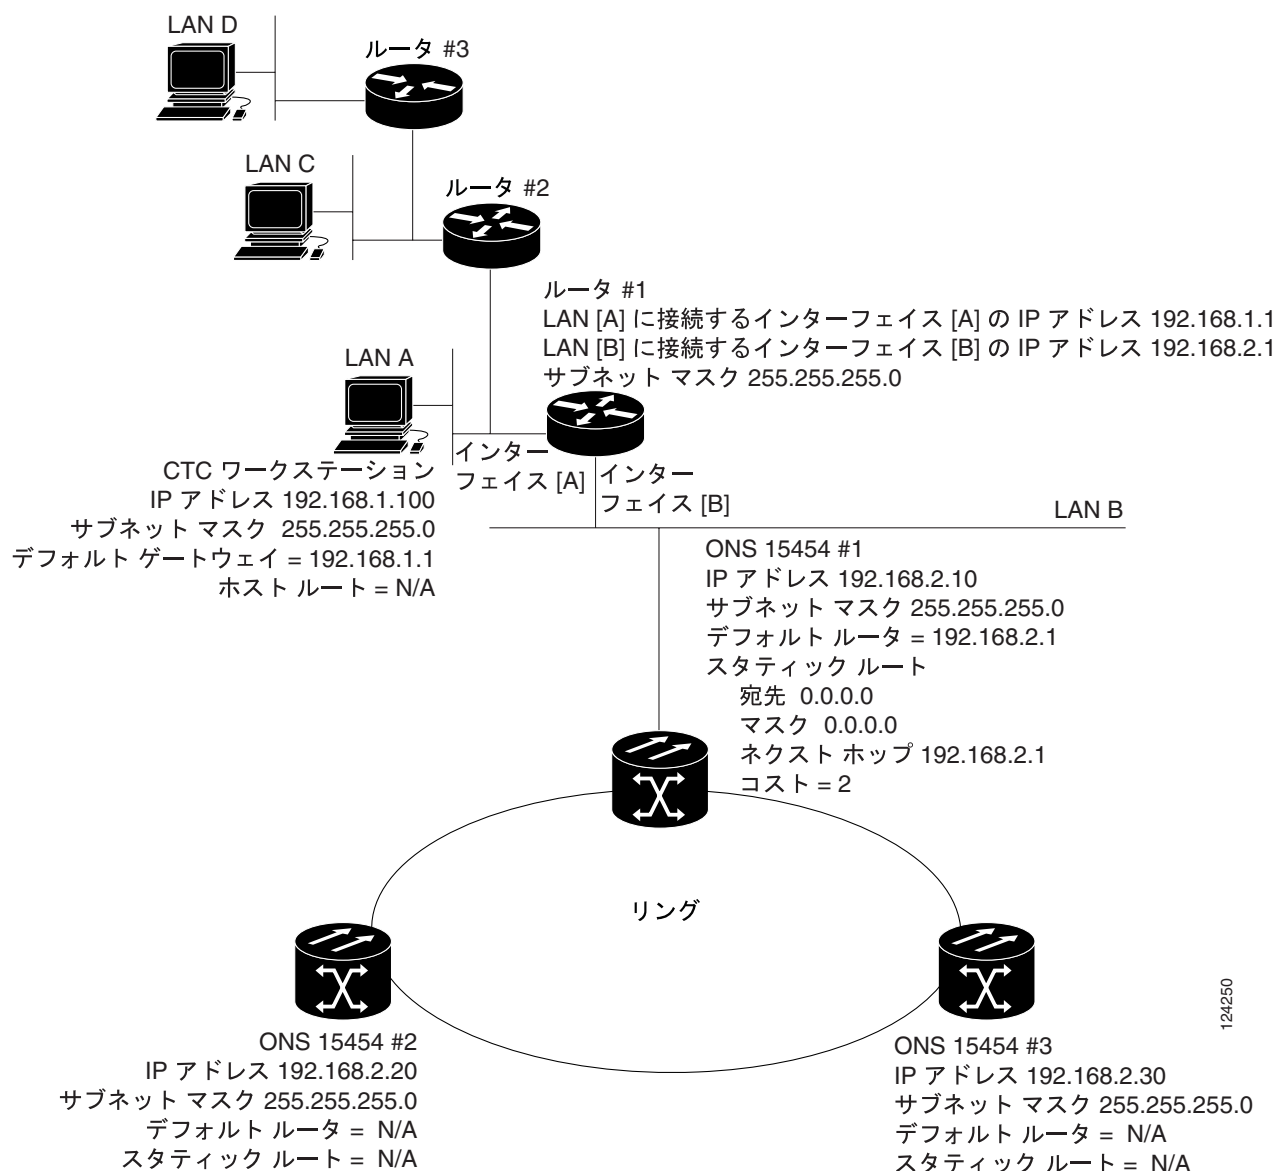 LAN D
ルータ #3
LAN C
ルータ #2
ルータ #1
LAN [A] に接続するインターフェイス [A] の IP アドレス 192.168.1.1
LAN [B] に接続するインターフェイス [B] の IP アドレス 192.168.2.1
サブネット マスク 255.255.255.0
LAN A
インター
フェイス [A]
インター
フェイス [B]
CTC ワークステーション
IP アドレス 192.168.1.100
サブネット マスク 255.255.255.0
デフォルト ゲートウェイ = 192.168.1.1
ホスト ルート = N/A
LAN B
ONS 15454 #1
IP アドレス 192.168.2.10
サブネット マスク 255.255.255.0
デフォルト ルータ = 192.168.2.1
スタティック ルート
宛先 0.0.0.0
マスク 0.0.0.0
ネクスト ホップ 192.168.2.1
コスト = 2
リング
ONS 15454 #2
IP アドレス 192.168.2.20
サブネット マスク 255.255.255.0
デフォルト ルータ = N/A
スタティック ルート = N/A
ONS 15454 #3
IP アドレス 192.168.2.30
サブネット マスク 255.255.255.0
デフォルト ルータ = N/A
スタティック ルート = N/A
124250